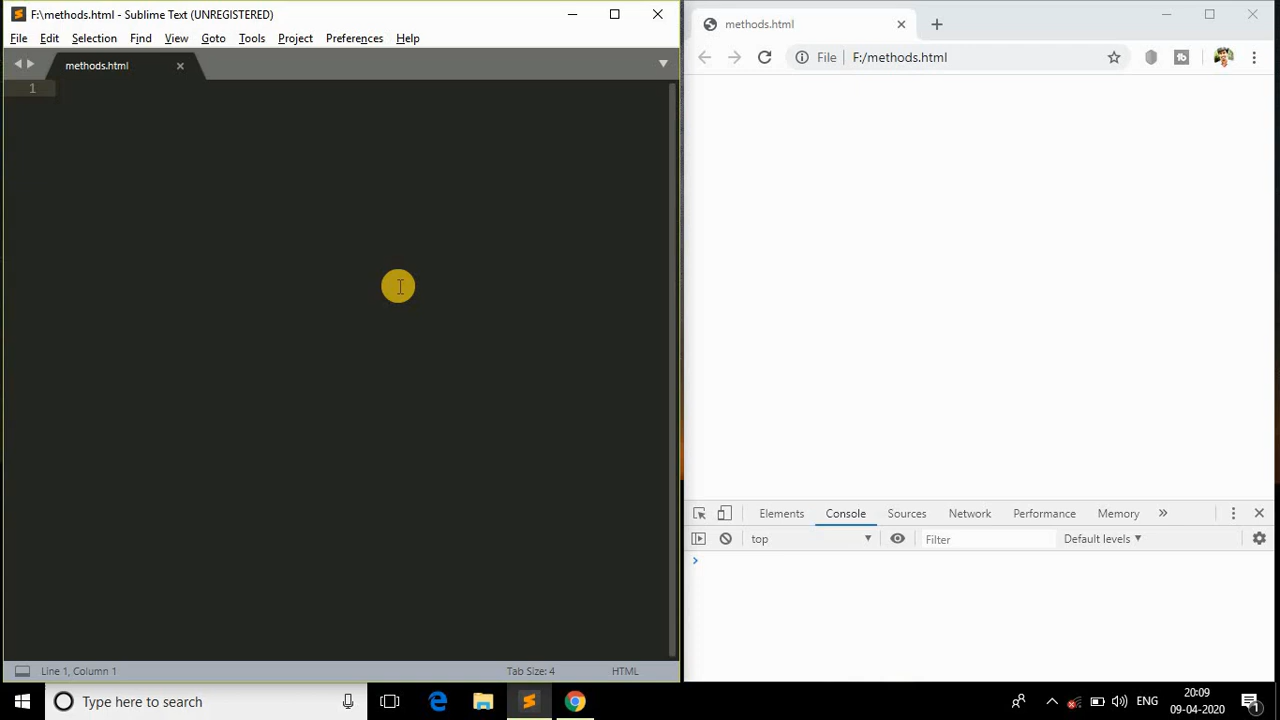 F:\methods.html - Sublime Text (UNREGISTERED)
File Edit Selection Find View Goto Tools Project Preferences Help
methods.html
1
Line 1, Column 1
Tab Size: 4
HTML
methods.html
File
F:/methods.html
Elements Console Sources Network Performance Memory
top
Filter
Default levels
Type here to search
ENG
20:09
09-04-2020
1